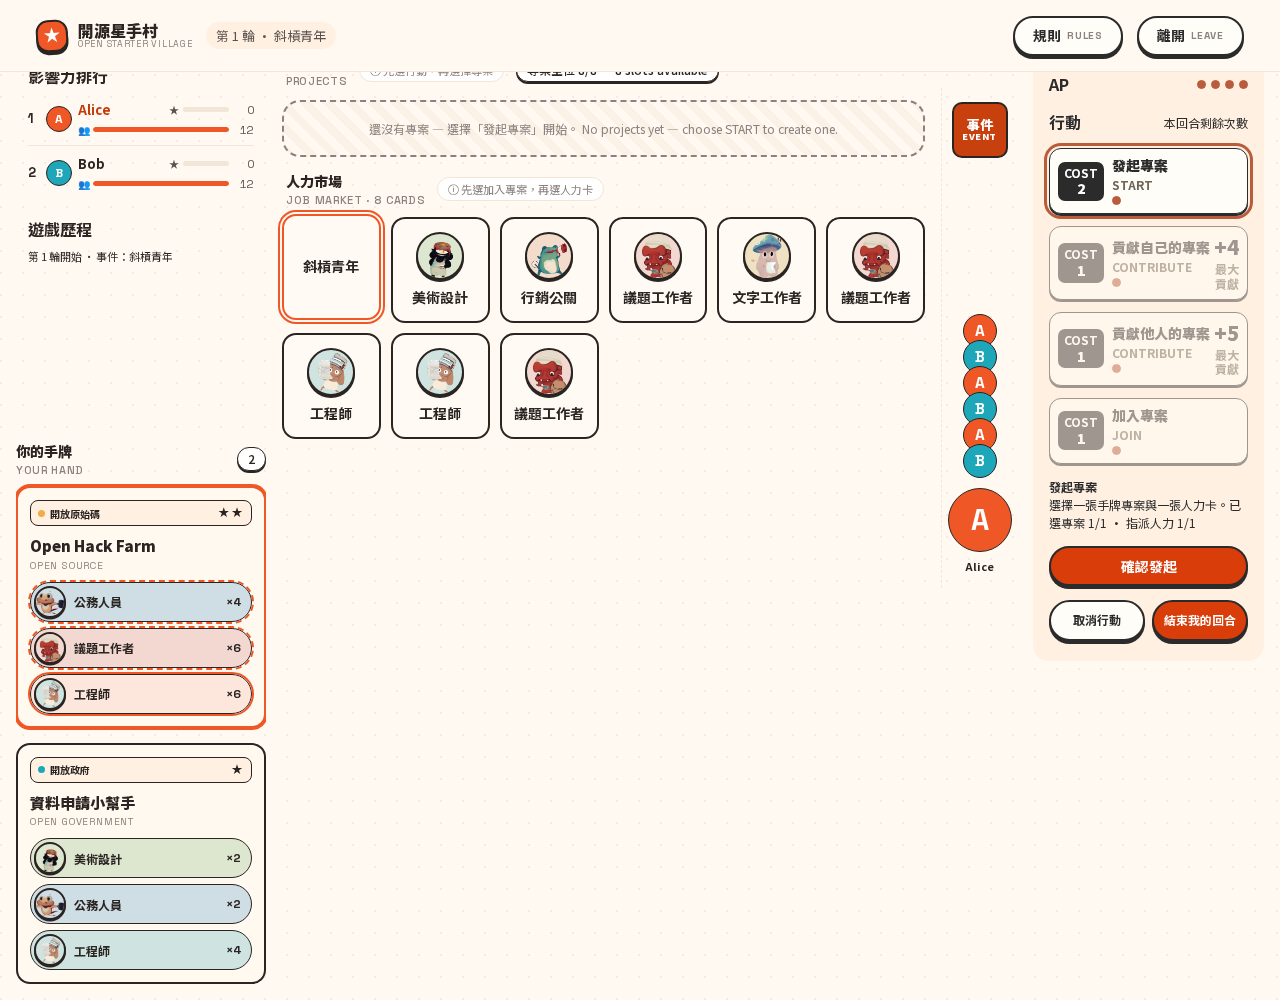 開源星手村
OPEN STARTER VILLAGE
第 1 輪 · 斜槓青年
規則 RULES
離開 LEAVE
影響力排行
1
A
Alice
★ 0
12
2
B
Bob
★ 0
12
遊戲歷程
第 1 輪開始 · 事件：斜槓青年
你的手牌
YOUR HAND
2
開放原始碼
★★
Open Hack Farm
OPEN SOURCE
公務人員 ×4
議題工作者 ×6
工程師 ×6
開放政府
★
資料申請小幫手
OPEN GOVERNMENT
美術設計 ×2
公務人員 ×2
工程師 ×4
PROJECTS
還沒有專案 — 選擇「發起專案」開始。 No projects yet — choose START to create one.
人力市場
JOB MARKET · 8 CARDS
ⓘ 先選加入專案，再選人力卡
斜槓青年
美術設計
行銷公關
議題工作者
文字工作者
議題工作者
工程師
工程師
議題工作者
事件
EVENT
A
B
A
B
A
B
A
Alice
AP
行動
本回合剩餘次數
COST
2
發起專案
START
COST
1
貢獻自己的專案
CONTRIBUTE
+4
最大
貢獻
COST
1
貢獻他人的專案
CONTRIBUTE
+5
最大
貢獻
COST
1
加入專案
JOIN
發起專案
選擇一張手牌專案與一張人力卡。已
選專案 1/1 · 指派人力 1/1
確認發起
取消行動
結束我的回合